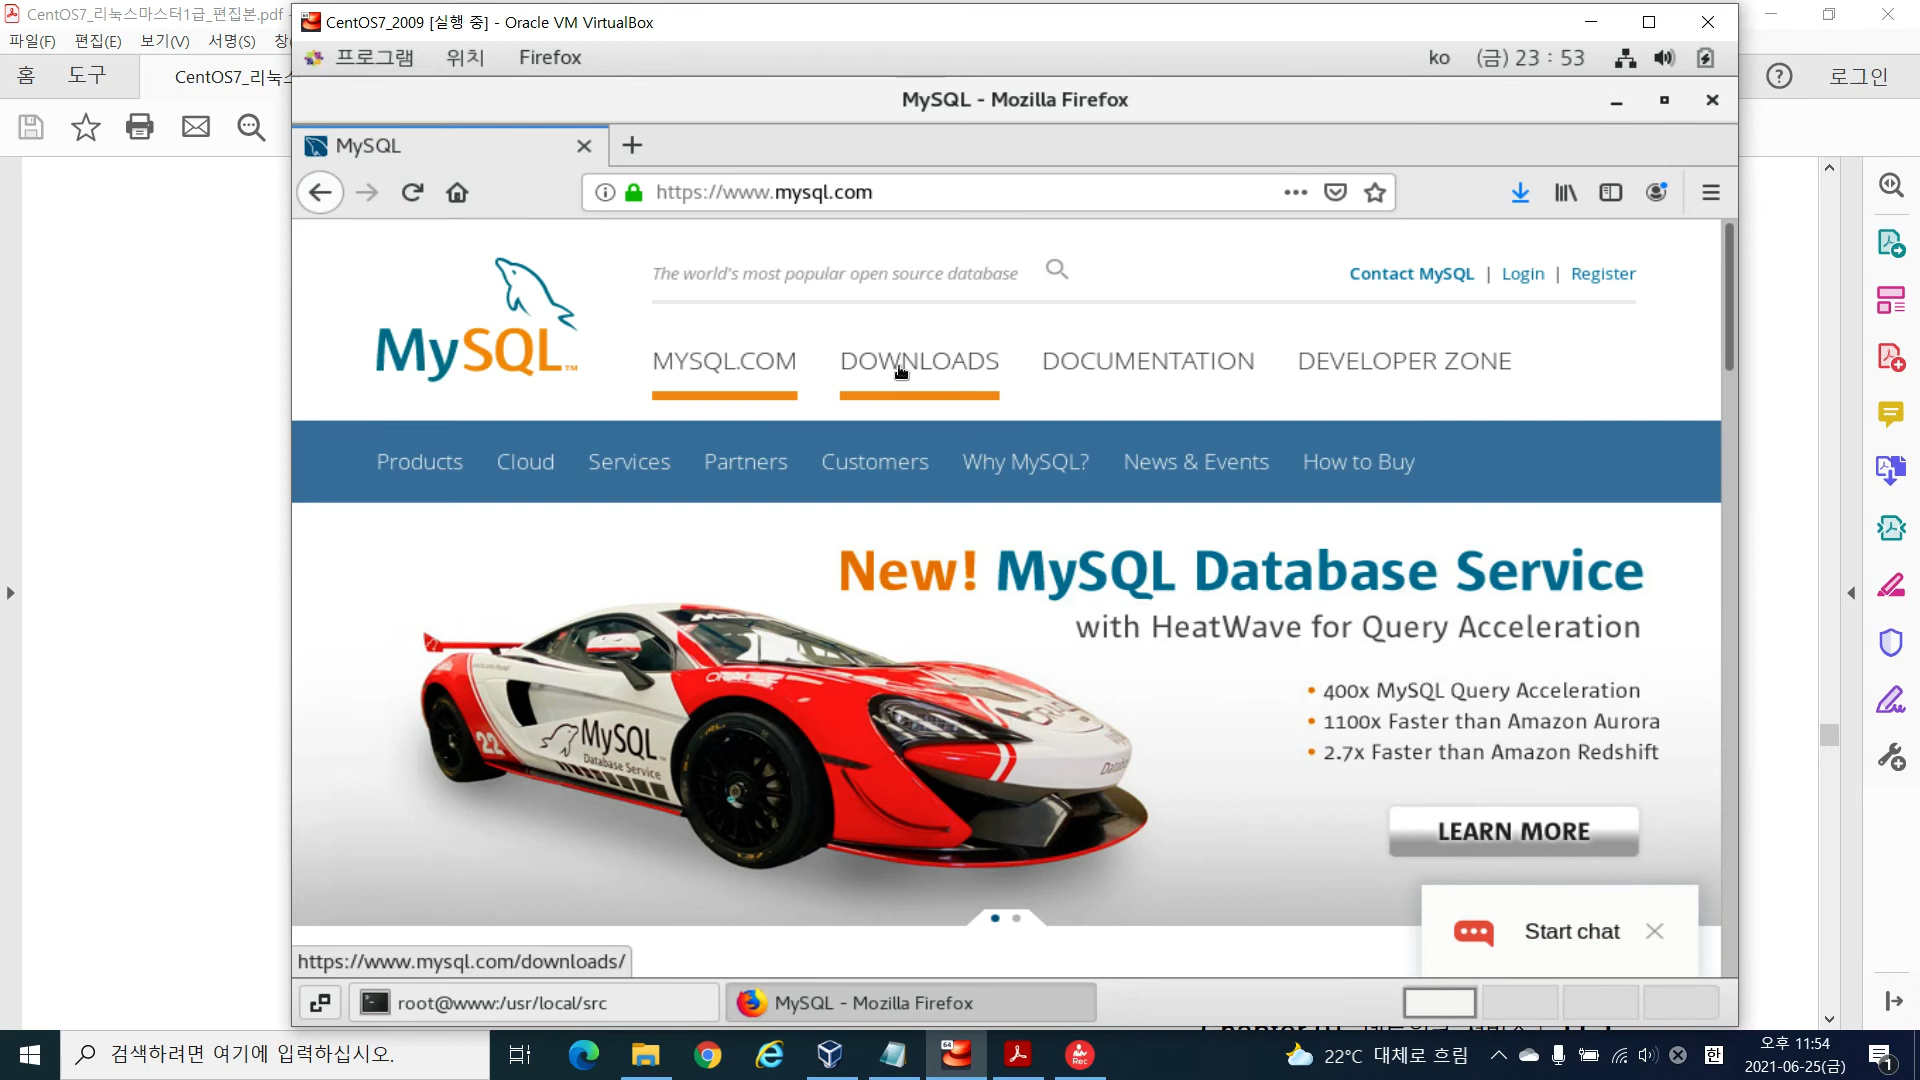 CentOS7_리눅스마스터1급_편집본.pdf -
파일(F) 편집(E) 보기(V) 서명(S)
홈 도구 CentOS7_리눅스
로그인
CentOS7_2009 [실행 중] - Oracle VM VirtualBox
프로그램 위치 Firefox ko (금) 23 : 53
MySQL - Mozilla Firefox
MySQL
https://www.mysql.com
The world's most popular open source database
Contact MySQL | Login | Register
MySQL™
MYSQL.COM DOWNLOADS DOCUMENTATION DEVELOPER ZONE
Products Cloud Services Partners Customers Why MySQL? News & Events How to Buy
New! MySQL Database Service
with HeatWave for Query Acceleration
• 400x MySQL Query Acceleration
• 1100x Faster than Amazon Aurora
• 2.7x Faster than Amazon Redshift
ORACLE
22
MySQL
Database Service
LEARN MORE
Start chat
https://www.mysql.com/downloads/
root@www:/usr/local/src MySQL - Mozilla Firefox
검색하려면 여기에 입력하십시오.
64
Rec
22°C 대체로 흐림
한
오후 11:54
2021-06-25(금)
1